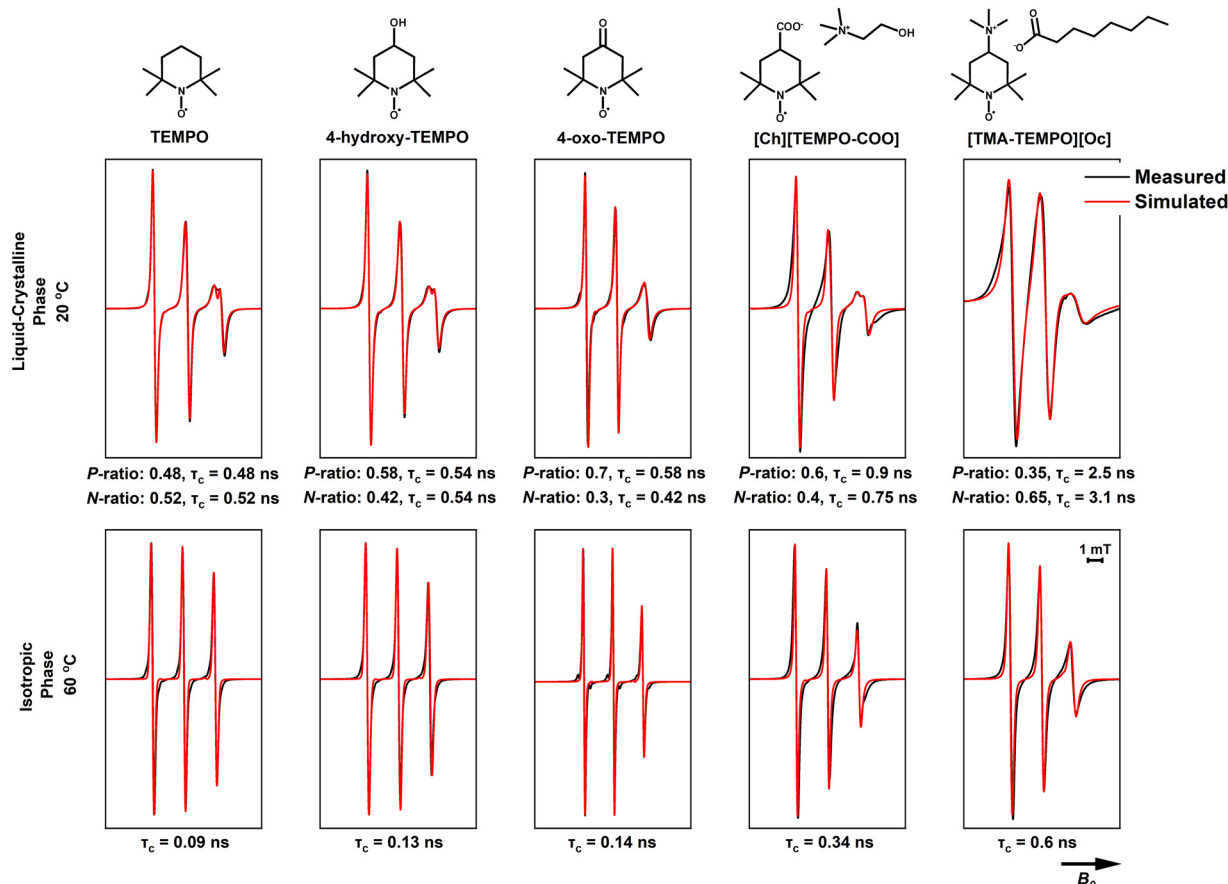 OH
O
COO⁻
N⁺
OH
N⁺
O
⁻O
N
O•
N
O•
N
O•
N
O•
N
O•
TEMPO
4-hydroxy-TEMPO
4-oxo-TEMPO
[Ch][TEMPO-COO]
[TMA-TEMPO][Oc]
Measured
Simulated
Liquid-Crystalline
Phase
20 °C
P-ratio: 0.48, τc = 0.48 ns
N-ratio: 0.52, τc = 0.52 ns
P-ratio: 0.58, τc = 0.54 ns
N-ratio: 0.42, τc = 0.54 ns
P-ratio: 0.7, τc = 0.58 ns
N-ratio: 0.3, τc = 0.42 ns
P-ratio: 0.6, τc = 0.9 ns
N-ratio: 0.4, τc = 0.75 ns
P-ratio: 0.35, τc = 2.5 ns
N-ratio: 0.65, τc = 3.1 ns
Isotropic
Phase
60 °C
1 mT
τc = 0.09 ns
τc = 0.13 ns
τc = 0.14 ns
τc = 0.34 ns
τc = 0.6 ns
B₀